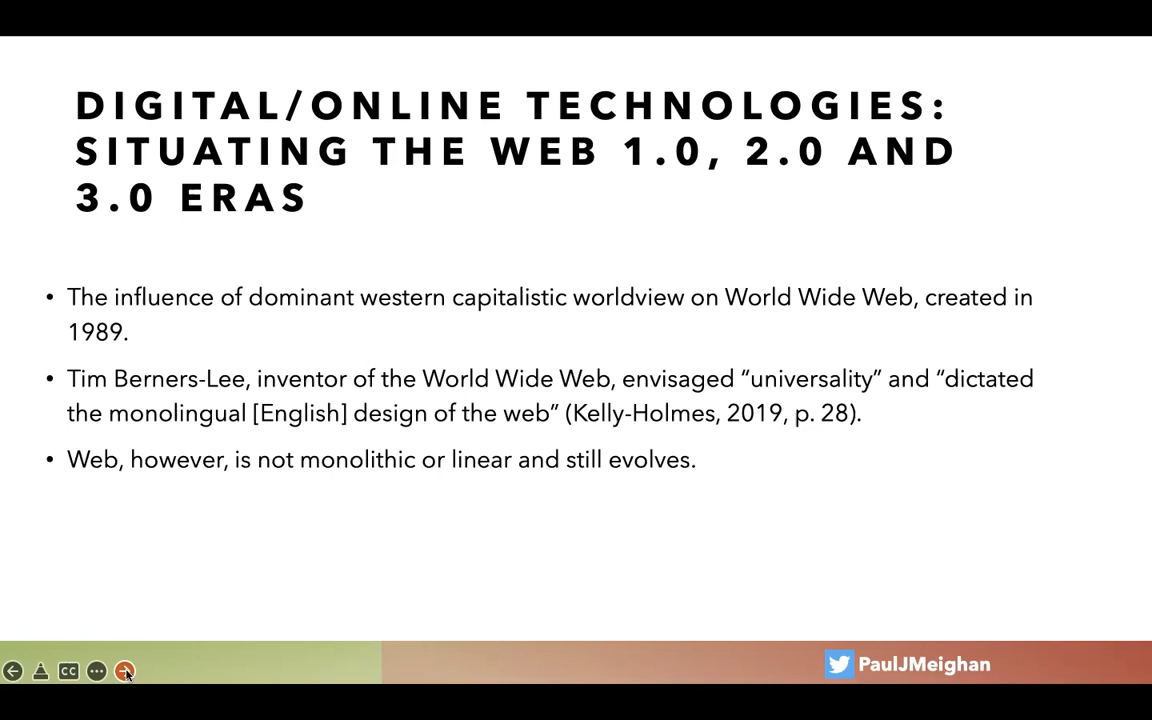 DIGITAL/ONLINE TECHNOLOGIES:
SITUATING THE WEB 1.0, 2.0 AND
3.0 ERAS
• The influence of dominant western capitalistic worldview on World Wide Web, created in
1989.
• Tim Berners-Lee, inventor of the World Wide Web, envisaged “universality” and “dictated
the monolingual [English] design of the web” (Kelly-Holmes, 2019, p. 28).
• Web, however, is not monolithic or linear and still evolves.
CC
PaulJMeighan